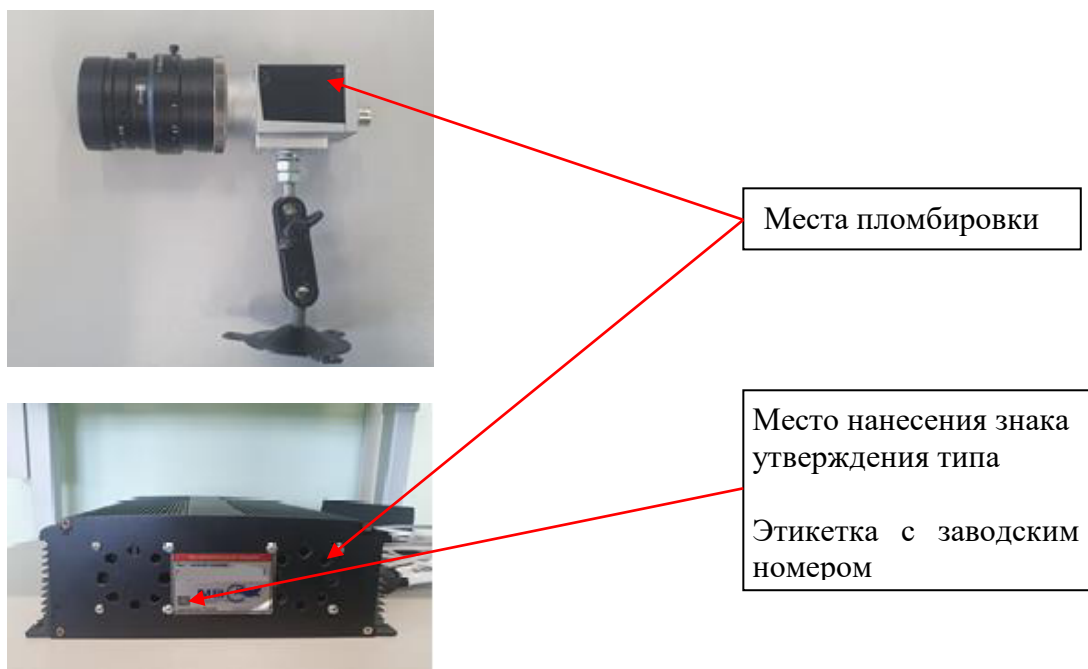 Места пломбировки
Место нанесения знака
утверждения типа
Этикетка с заводским
номером